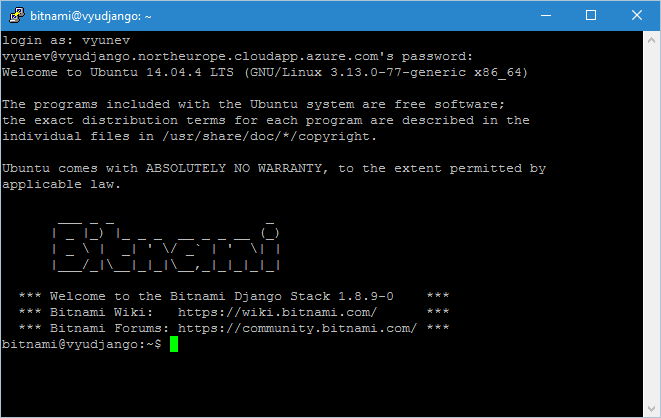 bitnami@vyudjango: ~
login as: vyunev
vyunev@vyudjango.northeurope.cloudapp.azure.com's password:
Welcome to Ubuntu 14.04.4 LTS (GNU/Linux 3.13.0-77-generic x86_64)
The programs included with the Ubuntu system are free software;
the exact distribution terms for each program are described in the
individual files in /usr/share/doc/*/copyright.
Ubuntu comes with ABSOLUTELY NO WARRANTY, to the extent permitted by
applicable law.
Bitnami
*** Welcome to the Bitnami Django Stack 1.8.9-0 ***
*** Bitnami Wiki: https://wiki.bitnami.com/ ***
*** Bitnami Forums: https://community.bitnami.com/ ***
bitnami@vyudjango:~$